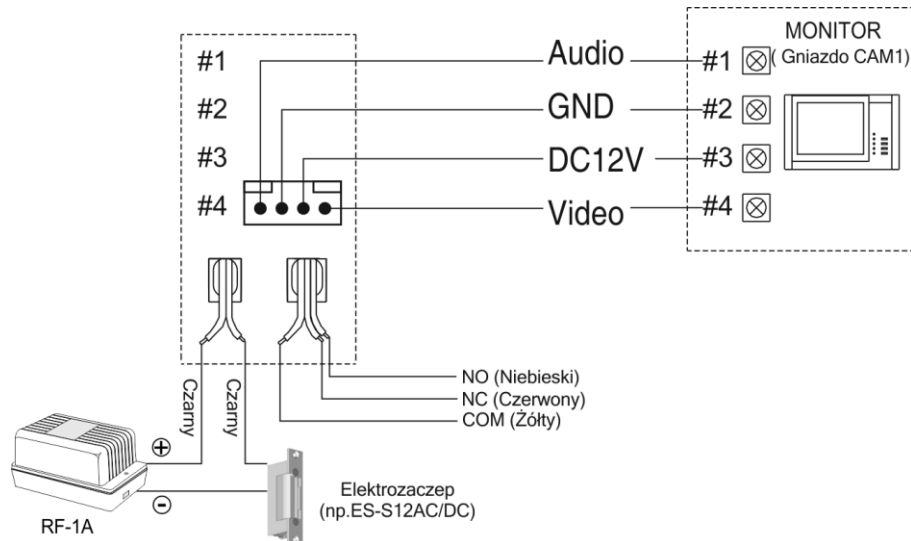 #1
#2
#3
#4
Audio
GND
DC12V
Video
MONITOR
( Gniazdo CAM1)
#1
#2
#3
#4
Czarny
Czarny
NO (Niebieski)
NC (Czerwony)
COM (Żółty)
+
−
RF-1A
Elektrozaczep
(np.ES-S12AC/DC)